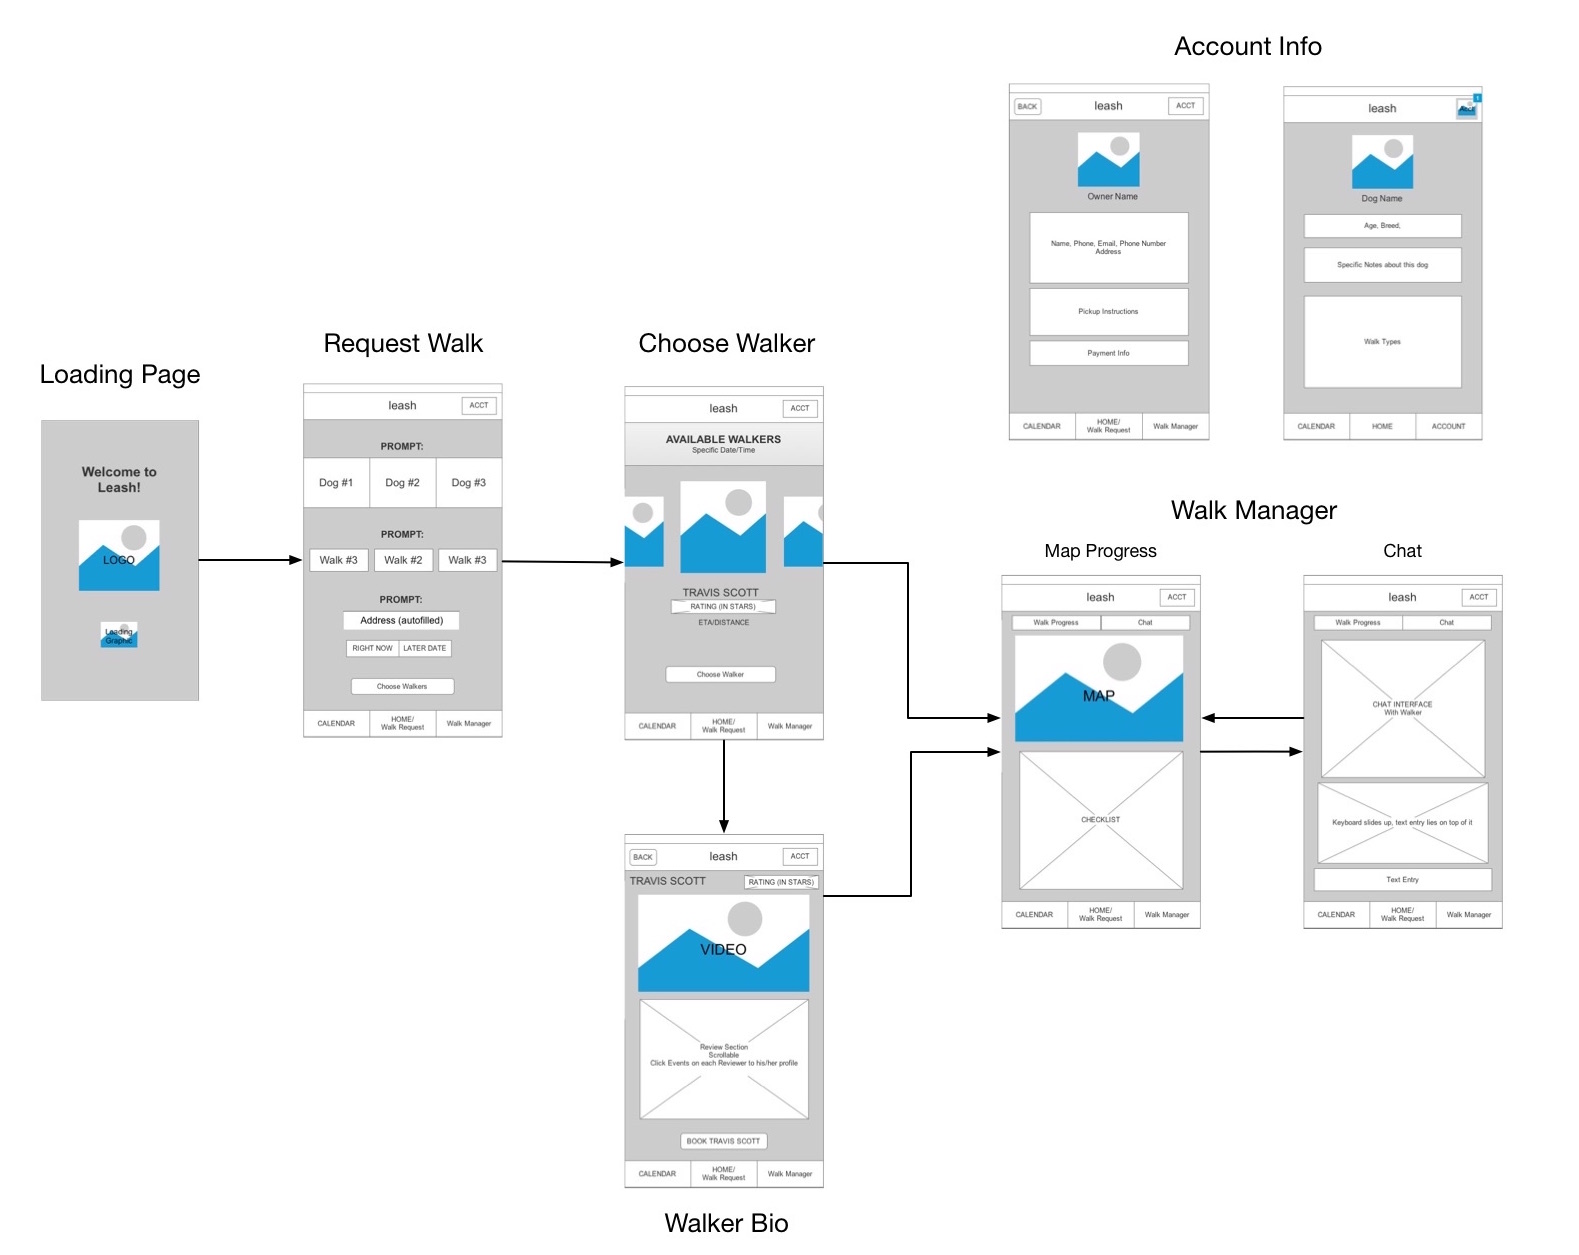 Account Info
BACK
leash
ACCT
Owner Name
Name, Phone, Email, Phone Number
Address
Pickup Instructions
Payment Info
CALENDAR
HOME/
Walk Request
Walk Manager
leash
1
Dog Name
Age, Breed,
Specific Notes about this dog
Walk Types
CALENDAR
HOME
ACCOUNT
Loading Page
Welcome to
Leash!
LOGO
Loading
Graphic
Request Walk
leash
ACCT
PROMPT:
Dog #1
Dog #2
Dog #3
PROMPT:
Walk #3
Walk #2
Walk #3
PROMPT:
Address (autofilled)
RIGHT NOW
LATER DATE
Choose Walkers
CALENDAR
HOME/
Walk Request
Walk Manager
Choose Walker
leash
ACCT
AVAILABLE WALKERS
Specific Date/Time
TRAVIS SCOTT
RATING (IN STARS)
ETA/DISTANCE
Choose Walker
CALENDAR
HOME/
Walk Request
Walk Manager
BACK
leash
ACCT
TRAVIS SCOTT
RATING (IN STARS)
VIDEO
Review Section
Scrollable
Click Events on each Reviewer to his/her profile
BOOK TRAVIS SCOTT
CALENDAR
HOME/
Walk Request
Walk Manager
Walker Bio
Walk Manager
Map Progress
leash
ACCT
Walk Progress
Chat
MAP
CHECKLIST
CALENDAR
HOME/
Walk Request
Walk Manager
Chat
leash
ACCT
Walk Progress
Chat
CHAT INTERFACE
With Walker
Keyboard slides up, text entry lies on top of it
Text Entry
CALENDAR
HOME/
Walk Request
Walk Manager